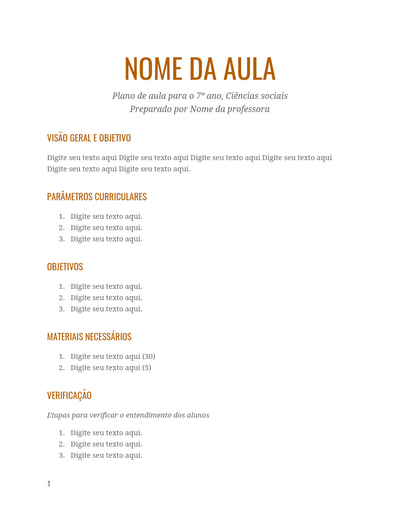 NOME DA AULA
Plano de aula para o 7º ano, Ciências sociais
Preparado por Nome da professora
VISÃO GERAL E OBJETIVO
Digite seu texto aqui Digite seu texto aqui Digite seu texto aqui Digite seu texto aqui
Digite seu texto aqui Digite seu texto aqui.
PARÂMETROS CURRICULARES
1. Digite seu texto aqui.
2. Digite seu texto aqui.
3. Digite seu texto aqui.
OBJETIVOS
1. Digite seu texto aqui.
2. Digite seu texto aqui.
3. Digite seu texto aqui.
MATERIAIS NECESSÁRIOS
1. Digite seu texto aqui (30)
2. Digite seu texto aqui (5)
VERIFICAÇÃO
Etapas para verificar o entendimento dos alunos
1. Digite seu texto aqui.
2. Digite seu texto aqui.
3. Digite seu texto aqui.
1